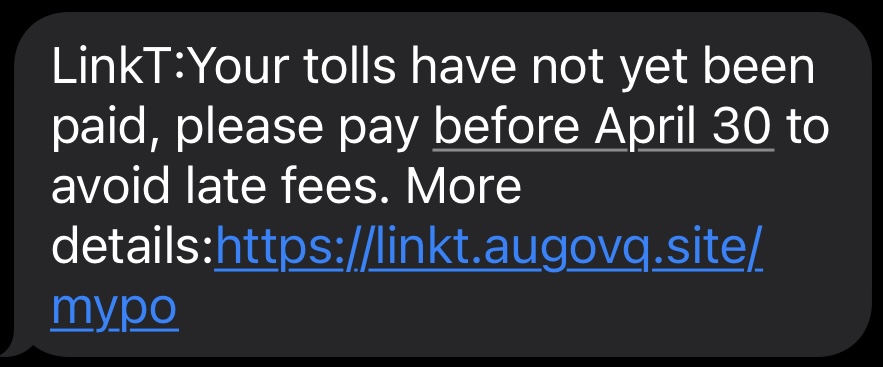 LinkT:Your tolls have not yet been
paid, please pay before April 30 to
avoid late fees. More
details:https://linkt.augovq.site/
mypo